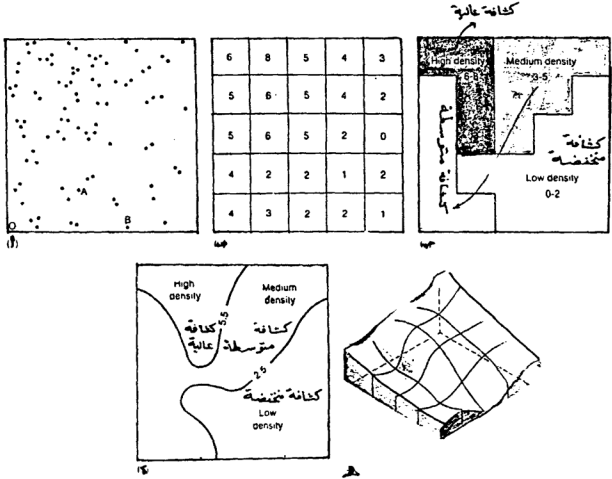 كثافة عالية
High density
6-8
Medium density
3-5
كثافة متوسطة
كثافة منخفضة
Low density
0-2
A
B
O
(أ)
6 8 5 4 3
5 6 5 4 2
5 6 5 2 0
4 2 2 1 2
4 3 2 2 1
High density
Medium density
5.5
كثافة عالية
كثافة متوسطة
2.5
كثافة منخفضة
Low density